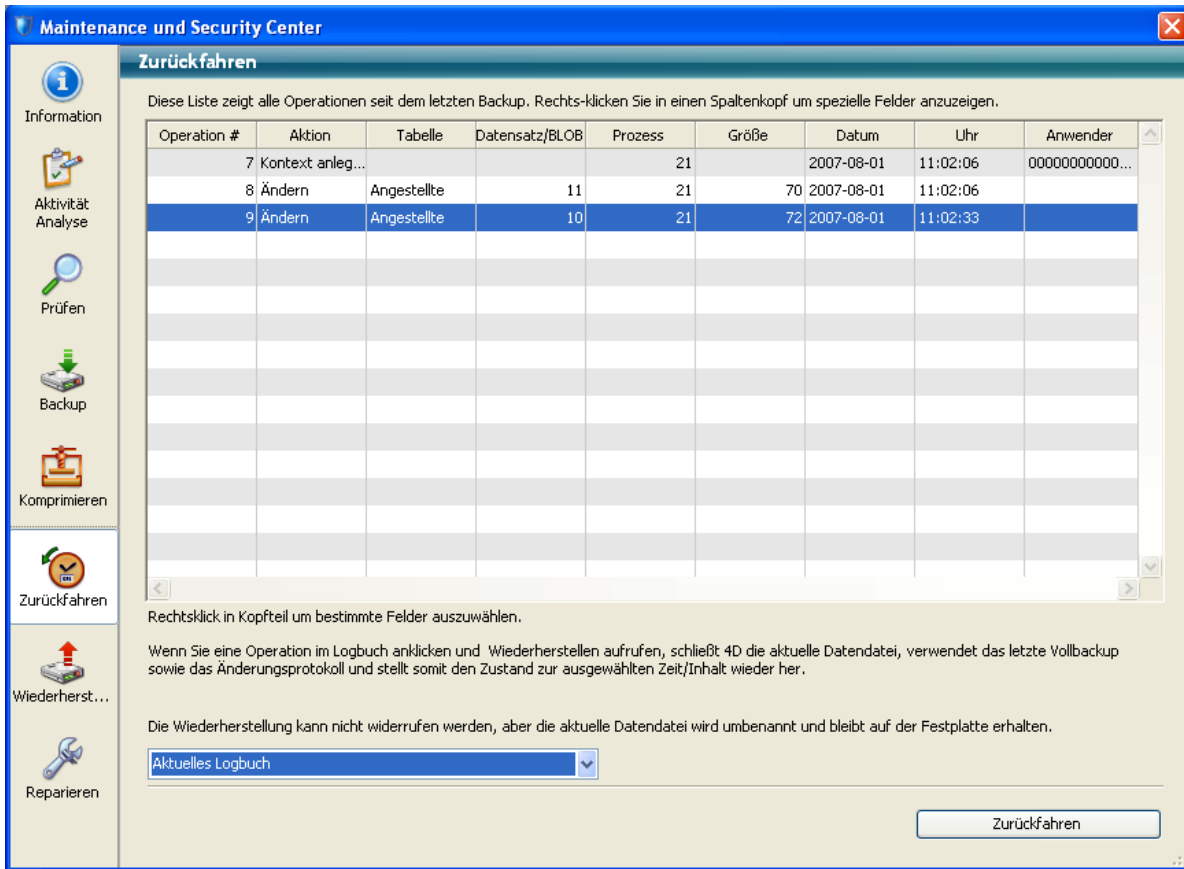 Maintenance und Security Center
Information
Aktivität
Analyse
Prüfen
Backup
Komprimieren
Zurückfahren
Wiederherst...
Reparieren
Zurückfahren
Diese Liste zeigt alle Operationen seit dem letzten Backup. Rechts-klicken Sie in einen Spaltenkopf um spezielle Felder anzuzeigen.
Operation # Aktion Tabelle Datensatz/BLOB Prozess Größe Datum Uhr Anwender
7 Kontext anleg... 21 2007-08-01 11:02:06 00000000000...
8 Ändern Angestellte 11 21 70 2007-08-01 11:02:06
9 Ändern Angestellte 10 21 72 2007-08-01 11:02:33
Rechtsklick in Kopfteil um bestimmte Felder auszuwählen.
Wenn Sie eine Operation im Logbuch anklicken und Wiederherstellen aufrufen, schließt 4D die aktuelle Datendatei, verwendet das letzte Vollbackup
sowie das Änderungsprotokoll und stellt somit den Zustand zur ausgewählten Zeit/Inhalt wieder her.
Die Wiederherstellung kann nicht widerrufen werden, aber die aktuelle Datendatei wird umbenannt und bleibt auf der Festplatte erhalten.
Aktuelles Logbuch
Zurückfahren